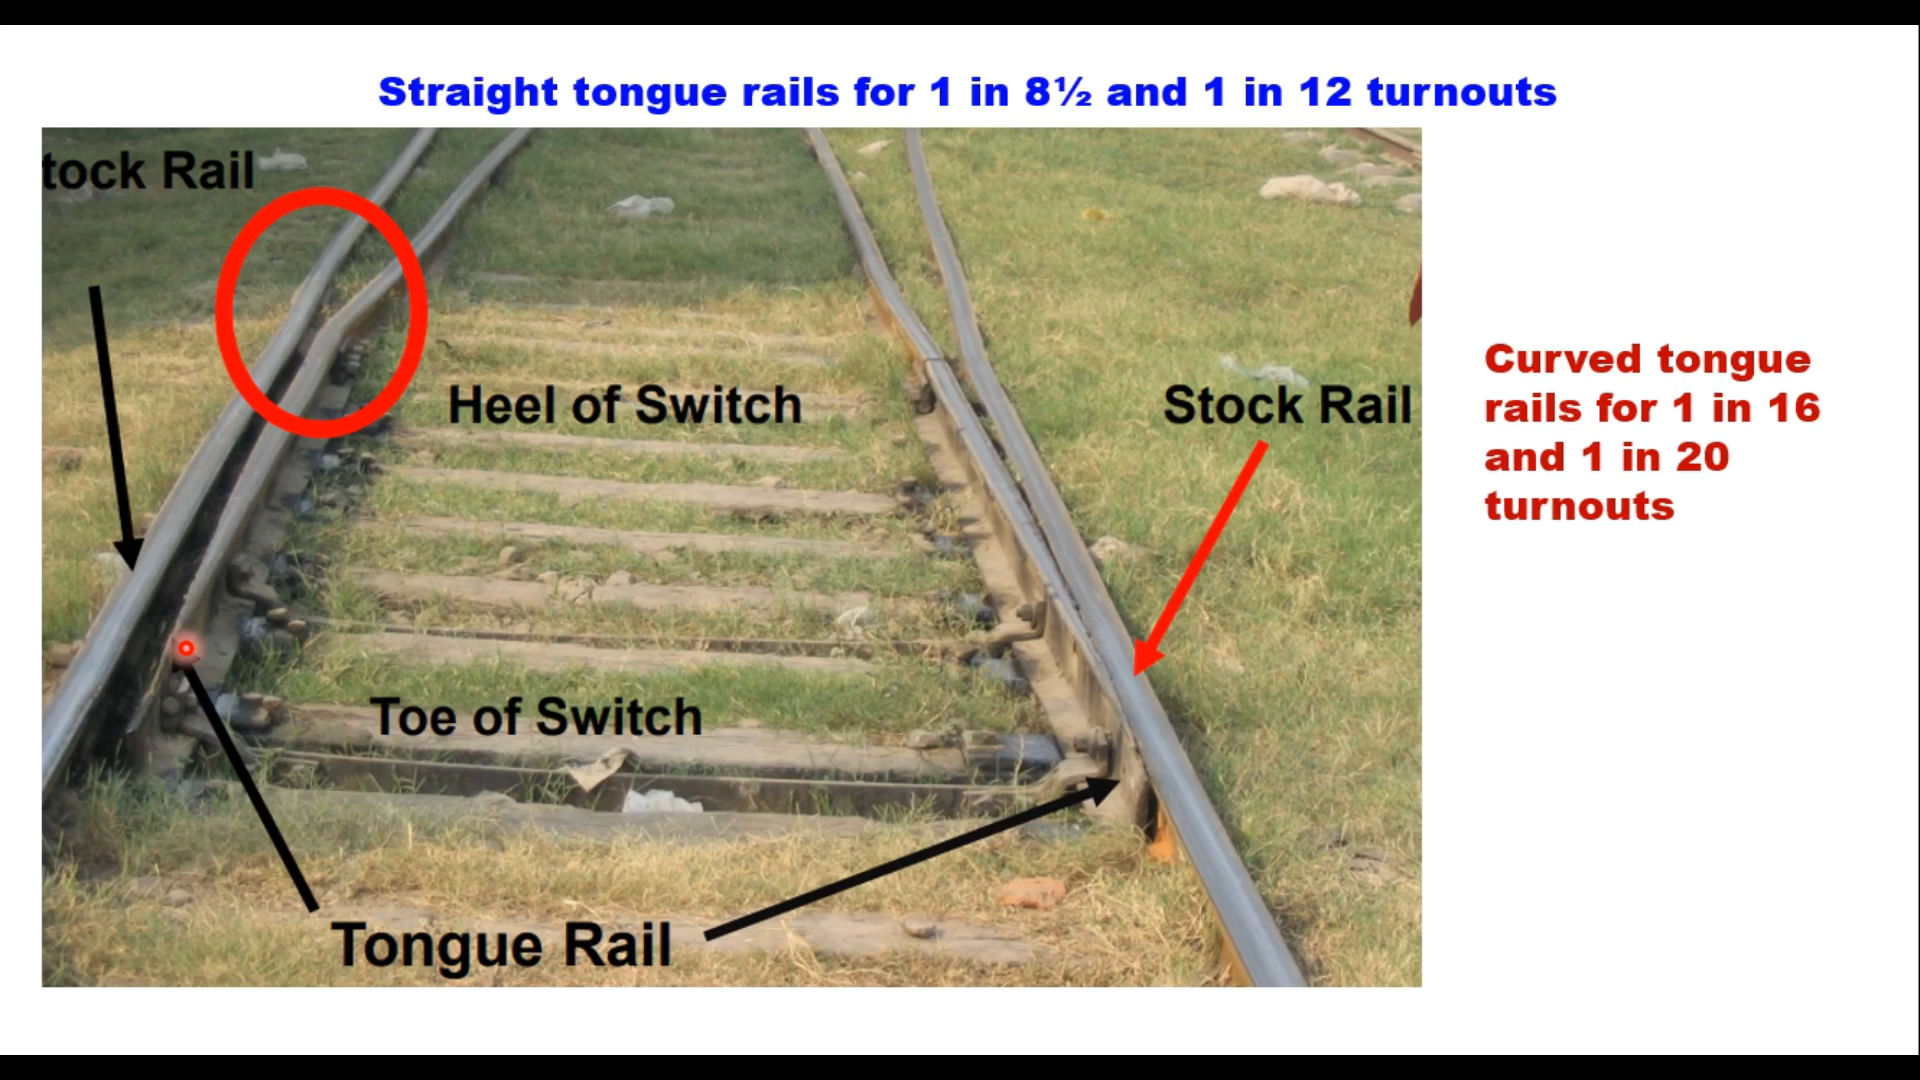 Straight tongue rails for 1 in 8½ and 1 in 12 turnouts
tock Rail
Heel of Switch
Stock Rail
Curved tongue
rails for 1 in 16
and 1 in 20
turnouts
Toe of Switch
Tongue Rail